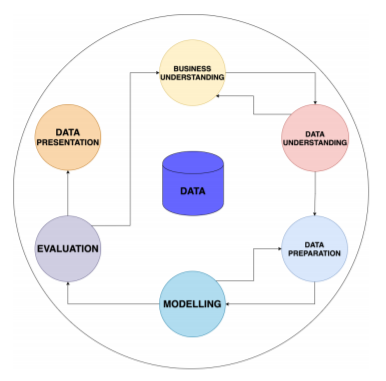 BUSINESS
UNDERSTANDING
DATA
UNDERSTANDING
DATA
PREPARATION
MODELLING
EVALUATION
DATA
PRESENTATION
DATA